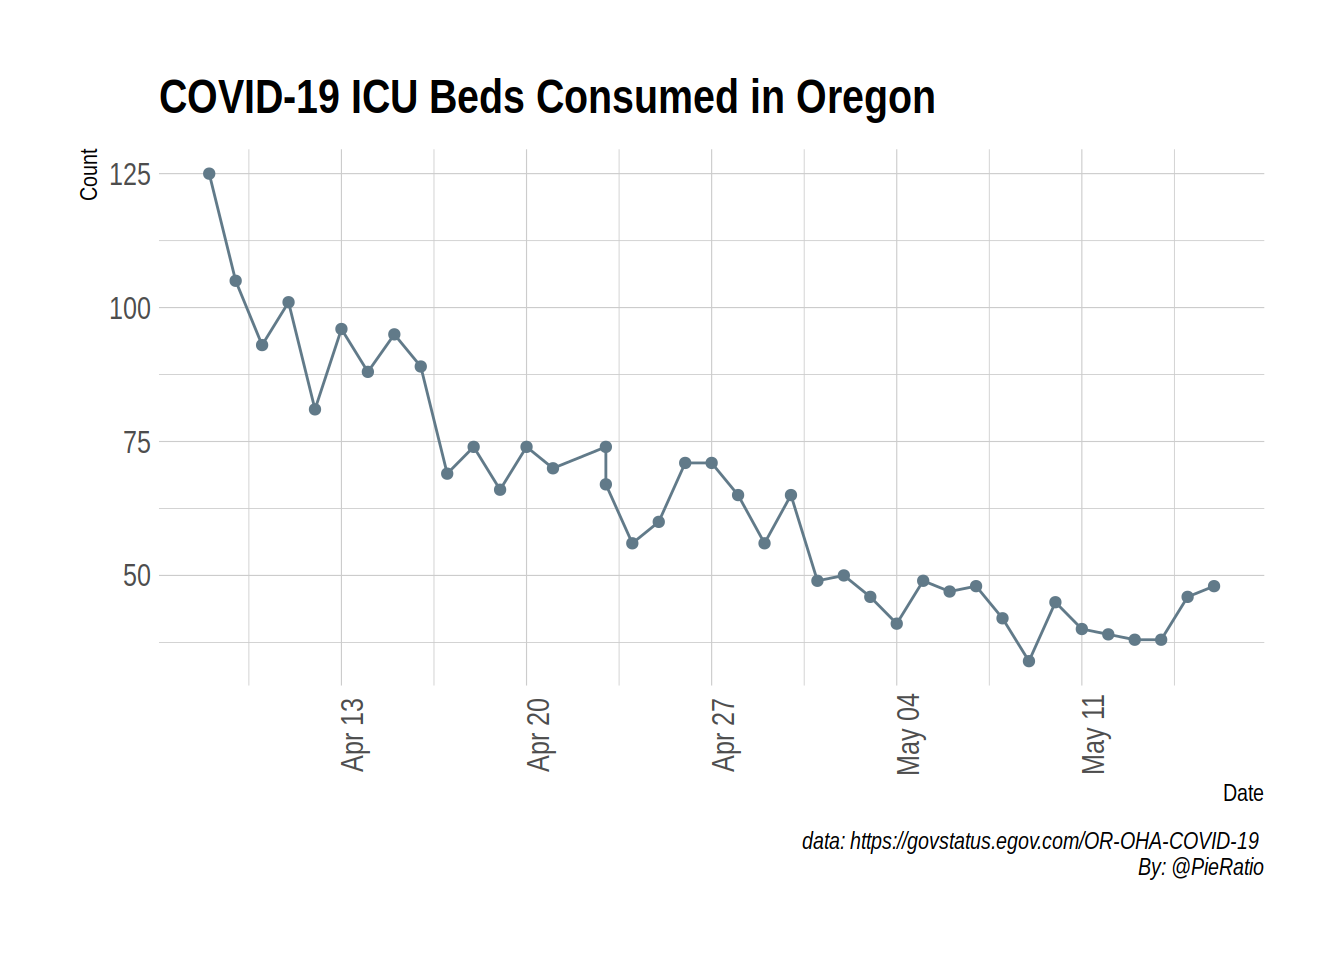 COVID-19 ICU Beds Consumed in Oregon
Count
125
100
75
50
Apr 13
Apr 20
Apr 27
May 04
May 11
Date
data: https://govstatus.egov.com/OR-OHA-COVID-19
By: @PieRatio